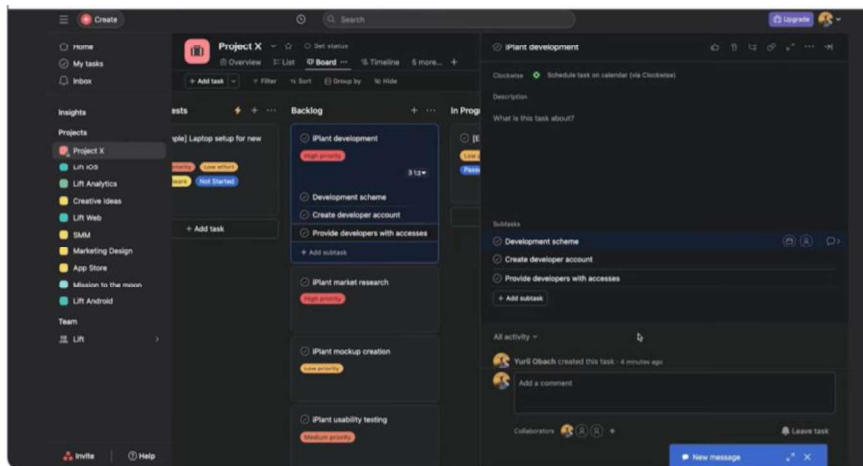 Create
Search
Upgrade
Home
My tasks
Inbox
Insights
Projects
Project X
Lift iOS
Lift Analytics
Creative Ideas
Lift Web
SMM
Marketing Design
App Store
Mission to the moon
Lift Android
Team
Lift
Invite
Help
Project X
Set status
Overview
List
Board
Timeline
5 more...
+ Add task
Filter
Sort
Group by
Hide
ests
ple] Laptop setup for new
Low effort
Not Started
+ Add task
Backlog
iPlant development
High priority
3
Development scheme
Create developer account
Provide developers with accesses
+ Add subtask
iPlant market research
High priority
iPlant mockup creation
Low priority
iPlant usability testing
Medium priority
In Prog
iPlant development
Clockwise
Schedule task on calendar (via Clockwise)
Description
What is this task about?
Subtasks
Development scheme
Create developer account
Provide developers with accesses
+ Add subtask
All activity
Yurii Obach created this task · 4 minutes ago
Add a comment
Collaborators
Leave task
New message